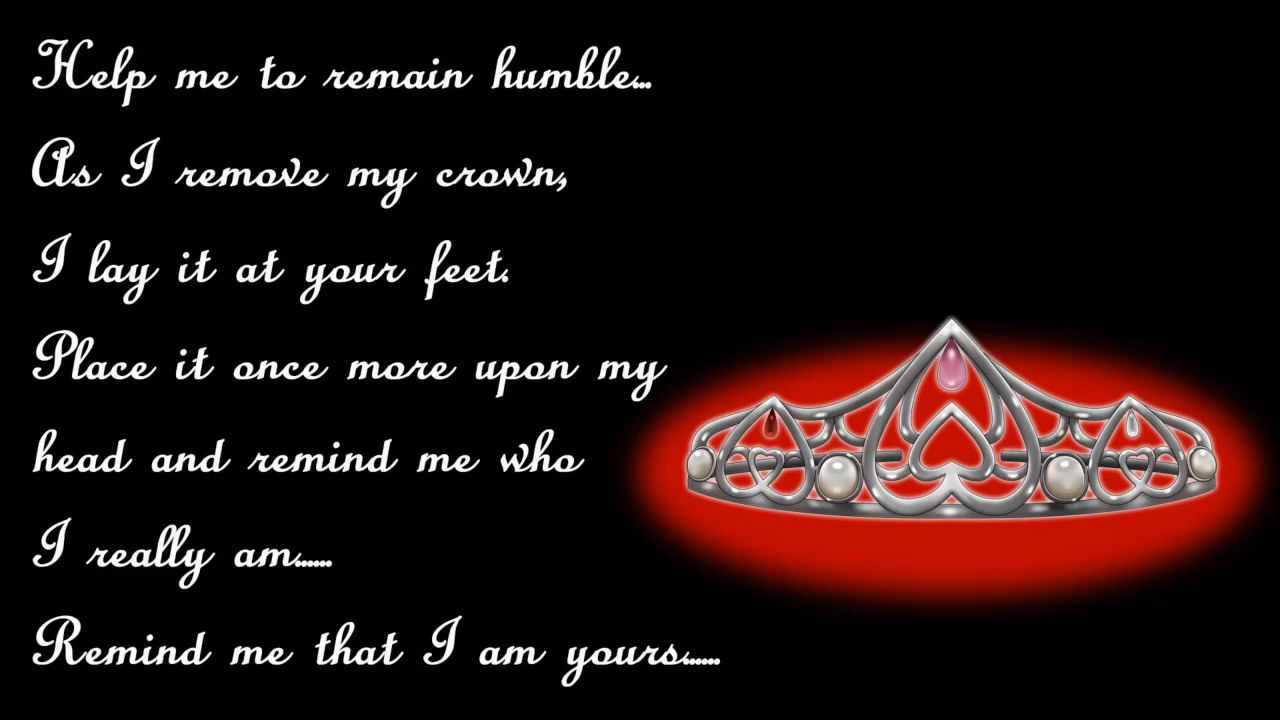 Help me to remain humble...
As I remove my crown,
I lay it at your feet.
Place it once more upon my
head and remind me who
I really am......
Remind me that I am yours......